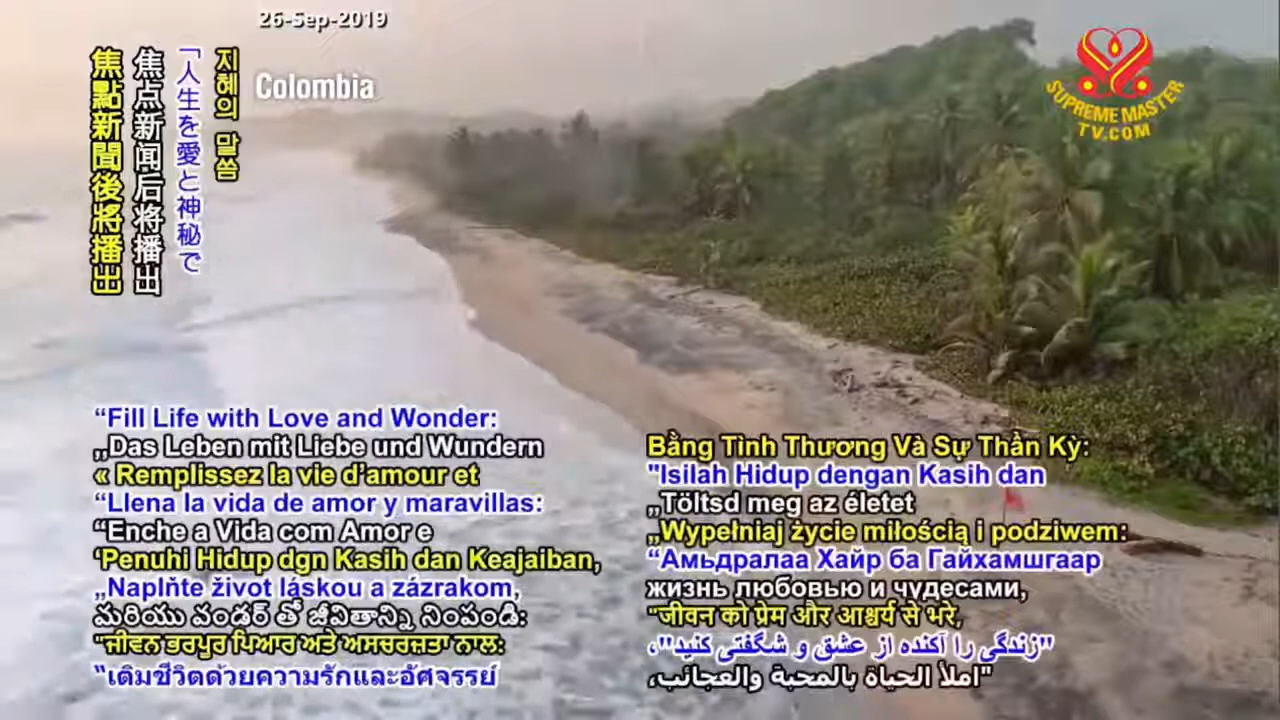 26-Sep-2019
Colombia
SUPREME MASTER
TV.COM
지혜의 말씀
「人生を愛と神秘で
焦点新闻后将播出
焦點新聞後將播出
“Fill Life with Love and Wonder:
„Das Leben mit Liebe und Wundern
« Remplissez la vie d’amour et
“Llena la vida de amor y maravillas:
“Enche a Vida com Amor e
‘Penuhi Hidup dgn Kasih dan Keajaiban,
„Naplňte život láskou a zázrakom,
మరియు వండర్ తో జీవితాన్ని నింపండి:
"ਜੀਵਨ ਭਰਪੂਰ ਪਿਆਰ ਅਤੇ ਅਸਚਰਜਤਾ ਨਾਲ:
“เติมชีวิตด้วยความรักและอัศจรรย์
Bằng Tình Thương Và Sự Thần Kỳ:
"Isilah Hidup dengan Kasih dan
„Töltsd meg az életet
„Wypełniaj życie miłością i podziwem:
“Амьдралаа Хайр ба Гайхамшгаар
жизнь любовью и чудесами,
"जीवन को प्रेम और आश्चर्य से भरे,
"زندگی را آکنده از عشق و شگفتی کنید"،
"املأ الحياة بالمحبة والعجائب،